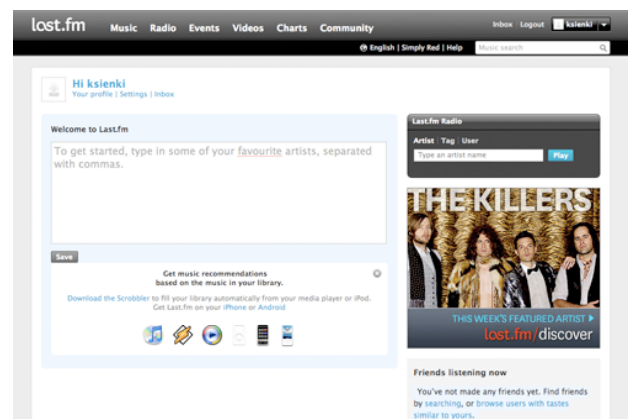 last.fm Music Radio Events Videos Charts Community
Inbox Logout ksienki
English | Simply Red | Help Music search
Hi ksienki
Your profile | Settings | Inbox
Welcome to Last.fm
To get started, type in some of your favourite artists, separated
with commas.
Save
Get music recommendations
based on the music in your library.
Download the Scrobbler to fill your library automatically from your media player or iPod.
Get Last.fm on your iPhone or Android
Last.fm Radio
Artist Tag User
Type an artist name Play
THE KILLERS
THIS WEEK'S FEATURED ARTIST
last.fm/discover
Friends listening now
You've not made any friends yet. Find friends
by searching, or browse users with tastes
similar to yours.